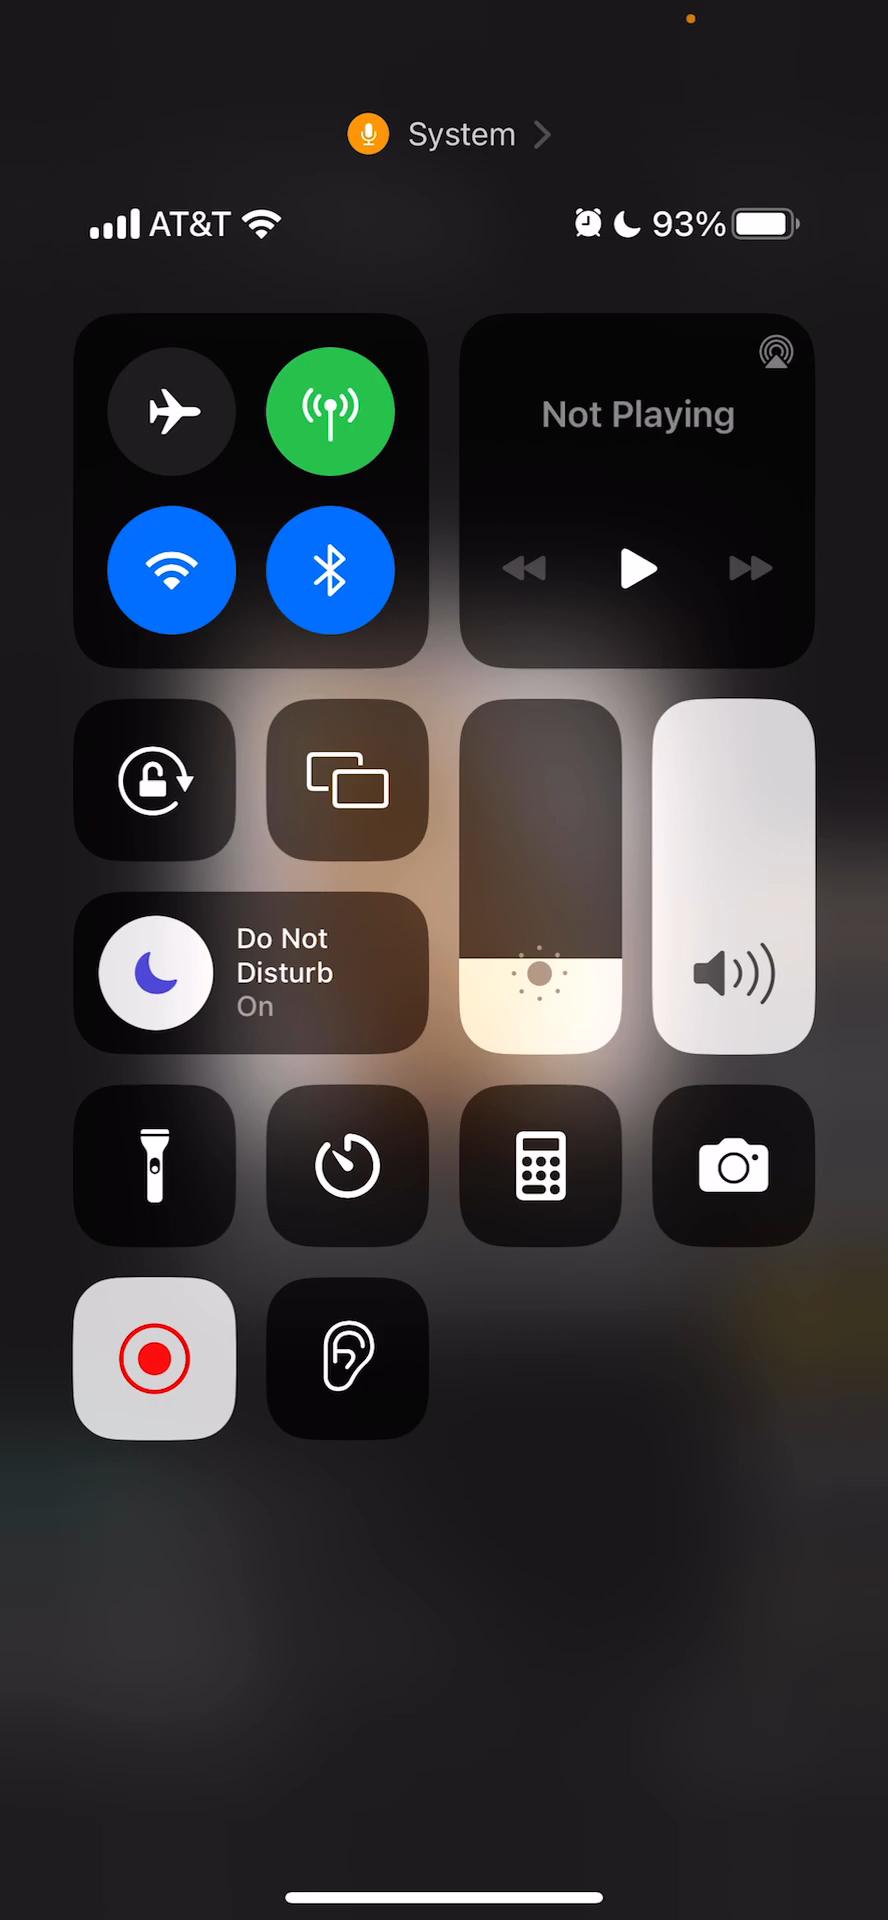 System
AT&T
93%
Not Playing
Do Not
Disturb
On